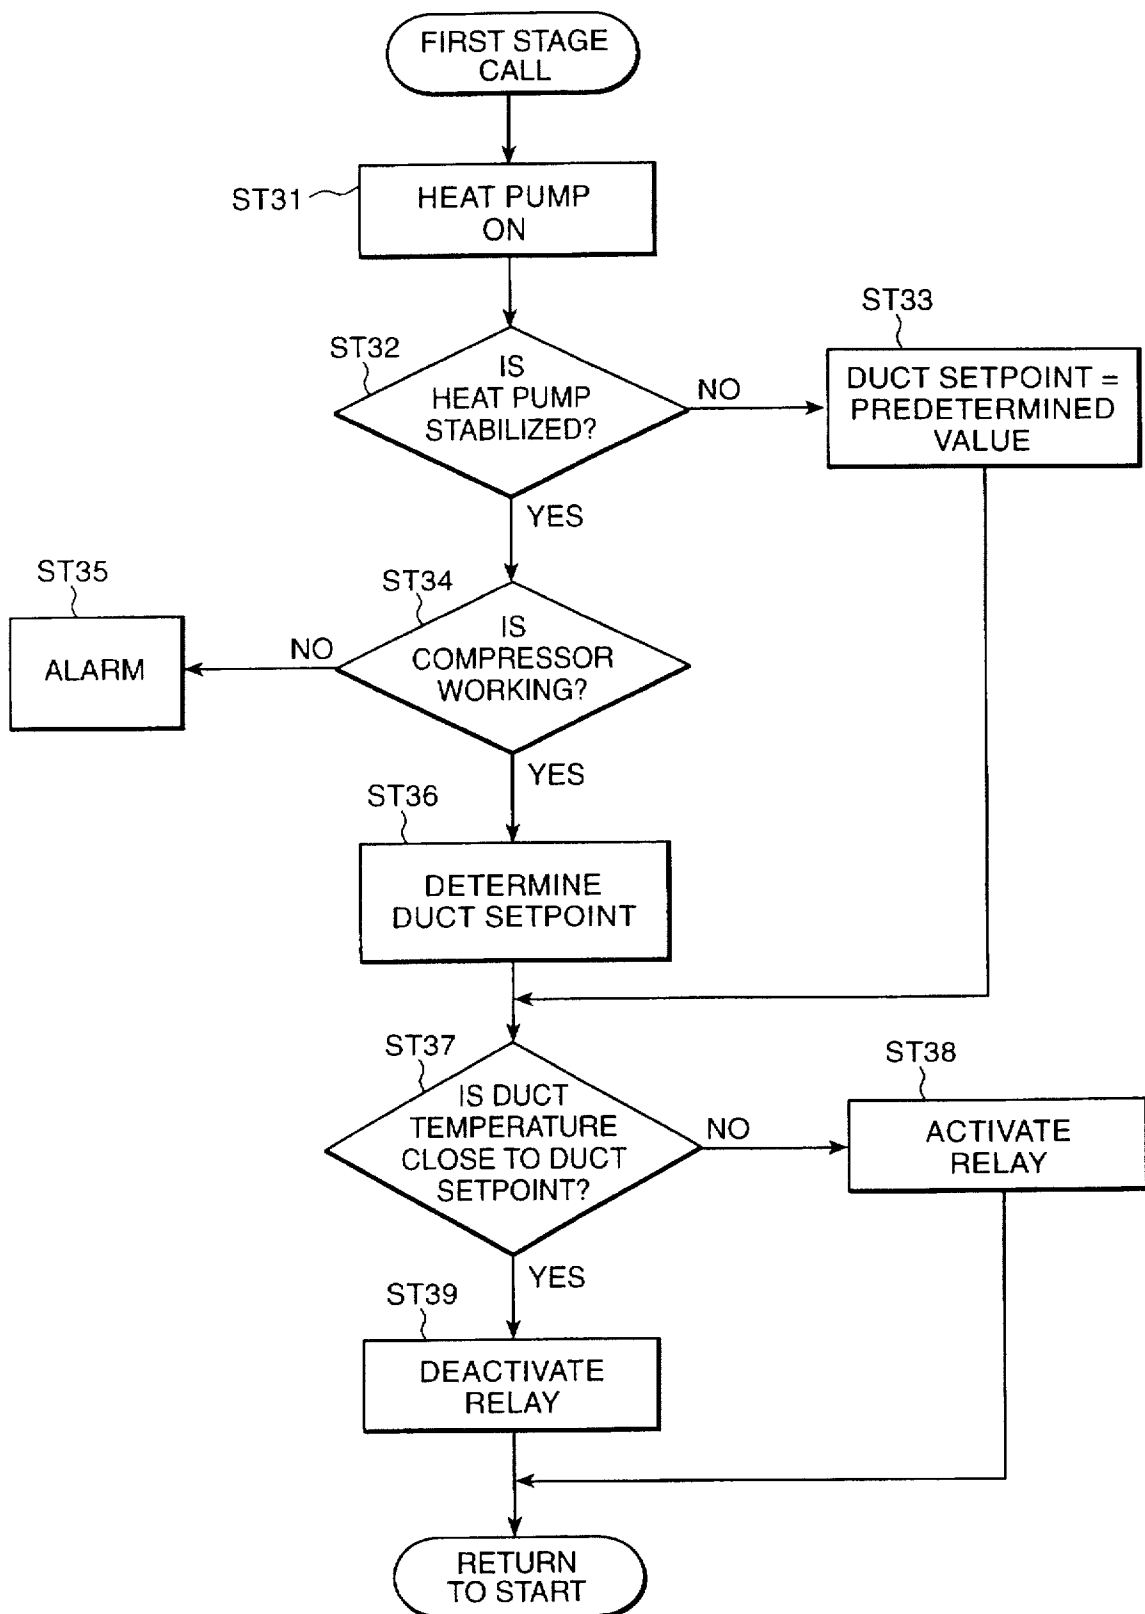 FIRST STAGE
CALL
ST31
HEAT PUMP
ON
ST32
IS
HEAT PUMP
STABILIZED?
NO
ST33
DUCT SETPOINT =
PREDETERMINED
VALUE
YES
ST34
IS
COMPRESSOR
WORKING?
NO
ST35
ALARM
YES
ST36
DETERMINE
DUCT SETPOINT
ST37
IS DUCT
TEMPERATURE
CLOSE TO DUCT
SETPOINT?
NO
ST38
ACTIVATE
RELAY
YES
ST39
DEACTIVATE
RELAY
RETURN
TO START